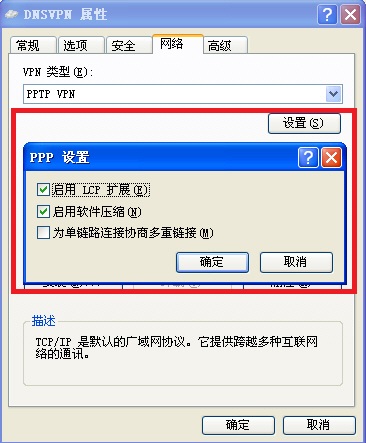 DNSVPN 属性
常规
选项
安全
网络
高级
VPN 类型(E):
PPTP VPN
设置(S)
PPP 设置
启用 LCP 扩展(E)
启用软件压缩(N)
为单链路连接协商多重链接(M)
确定
取消
描述
TCP/IP 是默认的广域网协议。它提供跨越多种互联网
络的通讯。
确定
取消